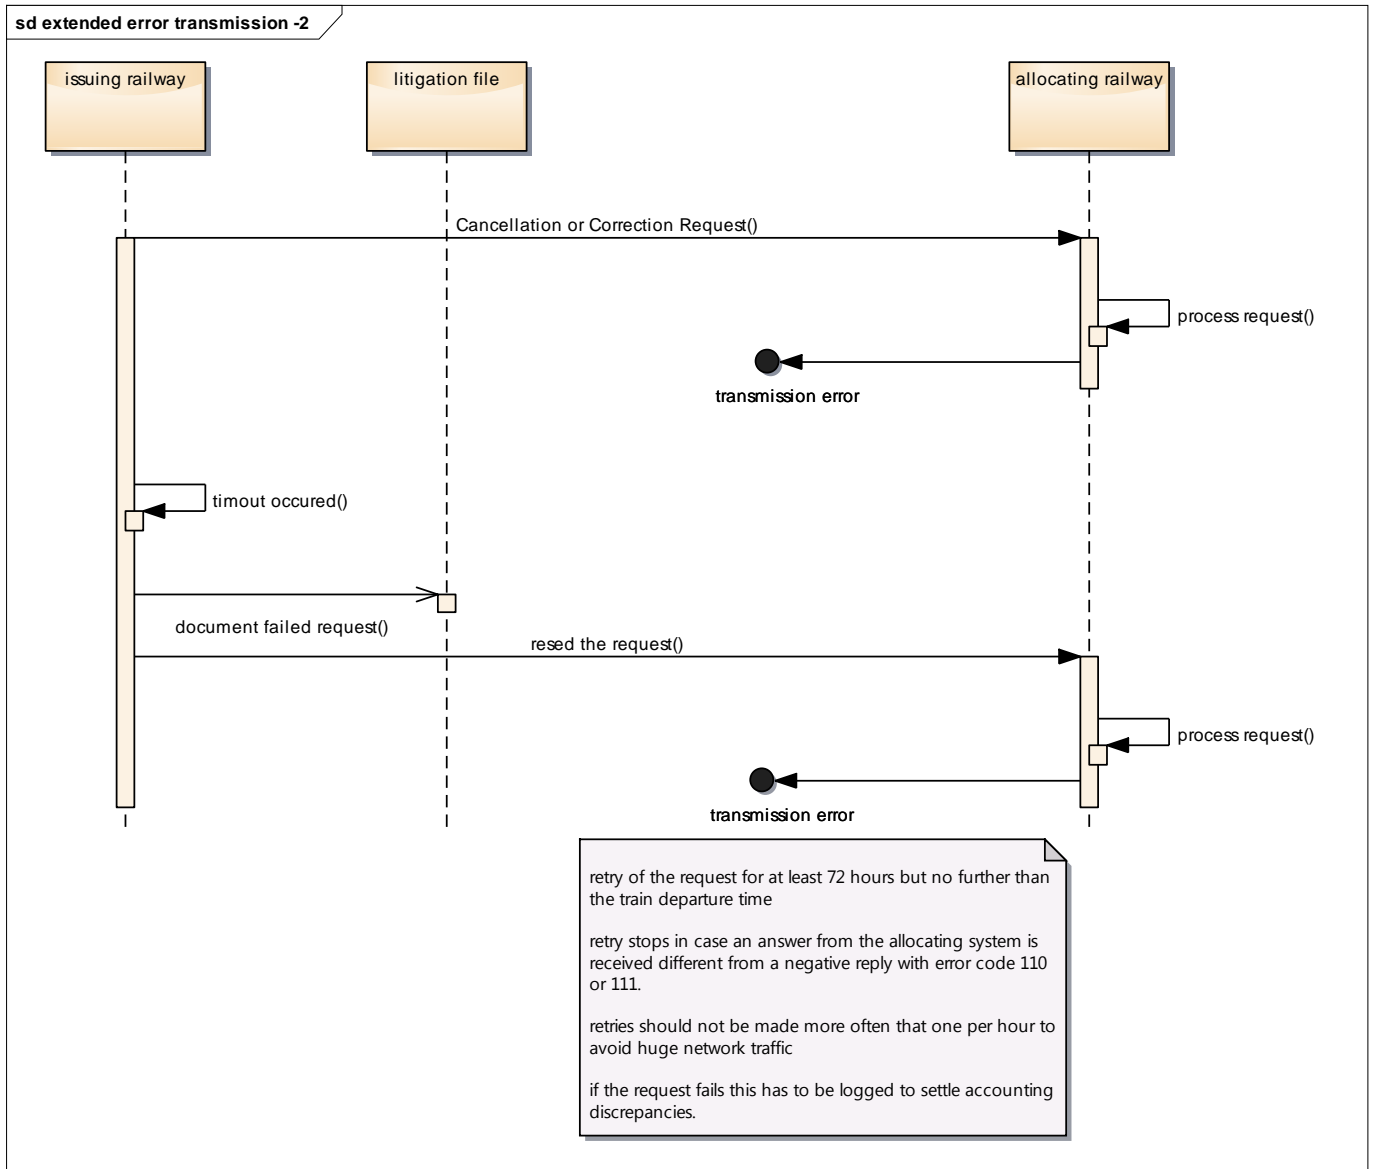 sd extended error transmission -2
issuing railway
litigation file
allocating railway
Cancellation or Correction Request()
process request()
transmission error
timout occured()
document failed request()
resed the request()
process request()
transmission error
retry of the request for at least 72 hours but no further than
the train departure time
retry stops in case an answer from the allocating system is
received different from a negative reply with error code 110
or 111.
retries should not be made more often that one per hour to
avoid huge network traffic
if the request fails this has to be logged to settle accounting
discrepancies.